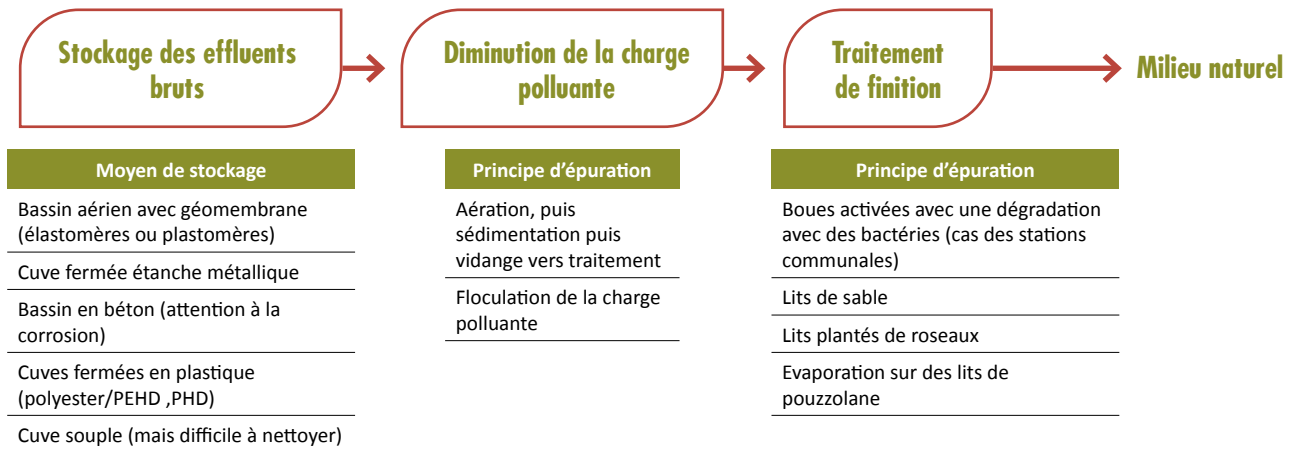 Stockage des effluents
bruts
Diminution de la charge
polluante
Traitement
de finition
Milieu naturel
Moyen de stockage
Bassin aérien avec géomembrane
(élastomères ou plastomères)
Cuve fermée étanche métallique
Bassin en béton (attention à la
corrosion)
Cuves fermées en plastique
(polyester/PEHD ,PHD)
Cuve souple (mais difficile à nettoyer)
Principe d’épuration
Aération, puis
sédimentation puis
vidange vers traitement
Floculation de la charge
polluante
Principe d’épuration
Boues activées avec une dégradation
avec des bactéries (cas des stations
communales)
Lits de sable
Lits plantés de roseaux
Evaporation sur des lits de
pouzzolane